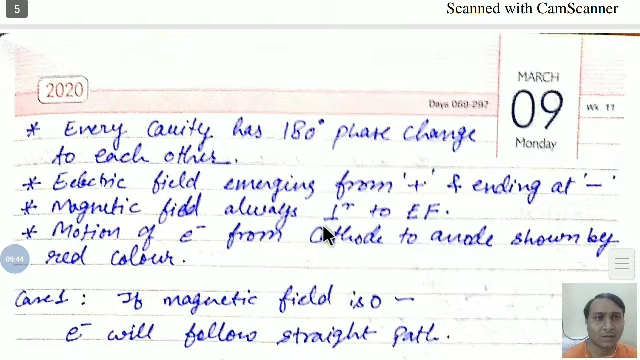 5
Scanned with CamScanner
2020
Days 069-297
MARCH
09
Monday
Wk 11
* Every Cavity has 180° phase change
to each other.
* Eelectric field emerging from '+' & ending at '-'
* Magnetic field always ⊥r to EF.
* Motion of e- from Cathode to anode shown by
red colour.
05:44
Case 1 : If magnetic field is 0 -
e- will follow straight path.